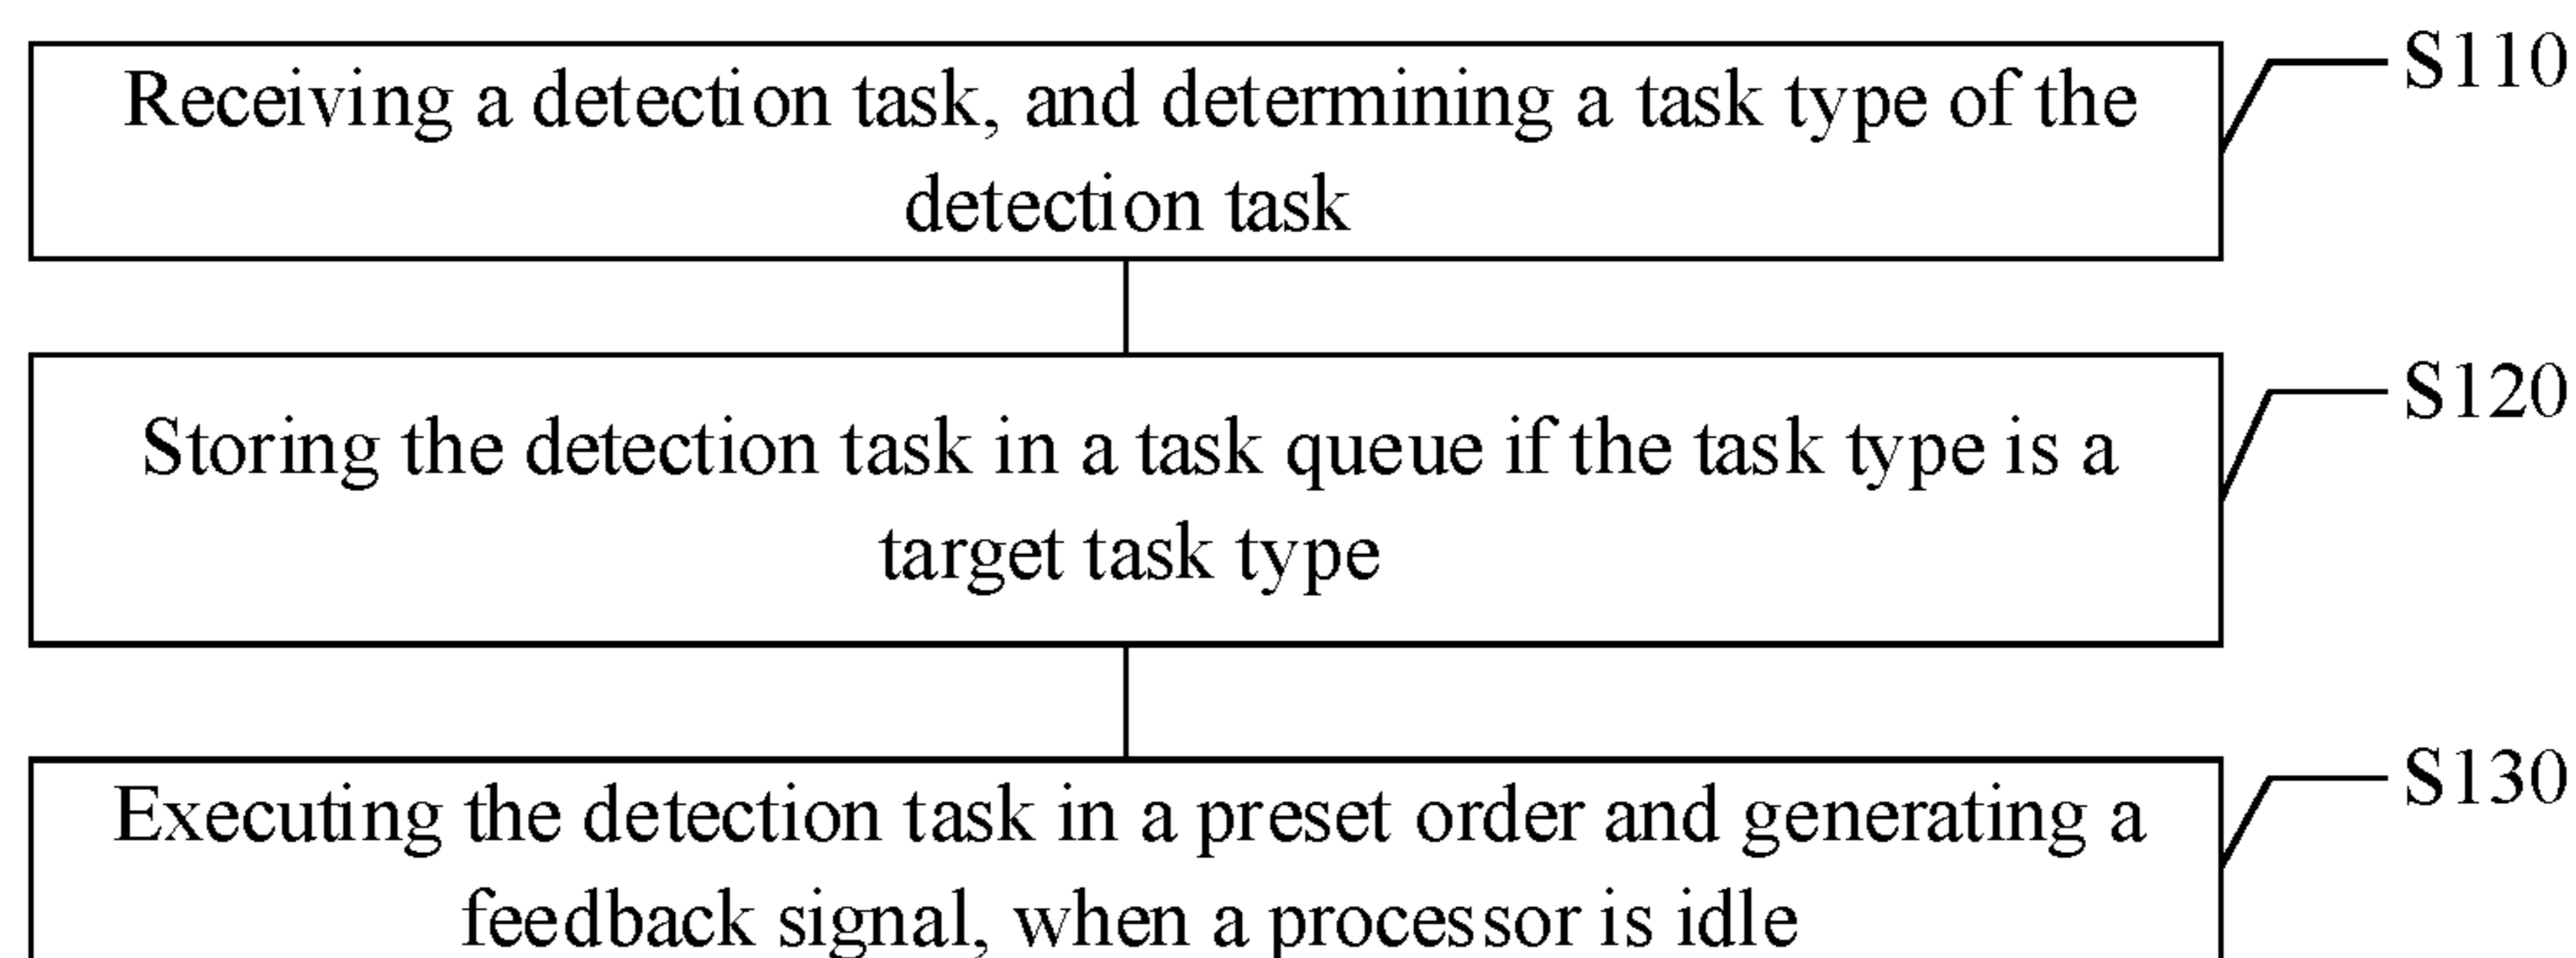 Receiving a detection task, and determining a task type of the
detection task
S110
Storing the detection task in a task queue if the task type is a
target task type
S120
Executing the detection task in a preset order and generating a
feedback signal, when a processor is idle
S130